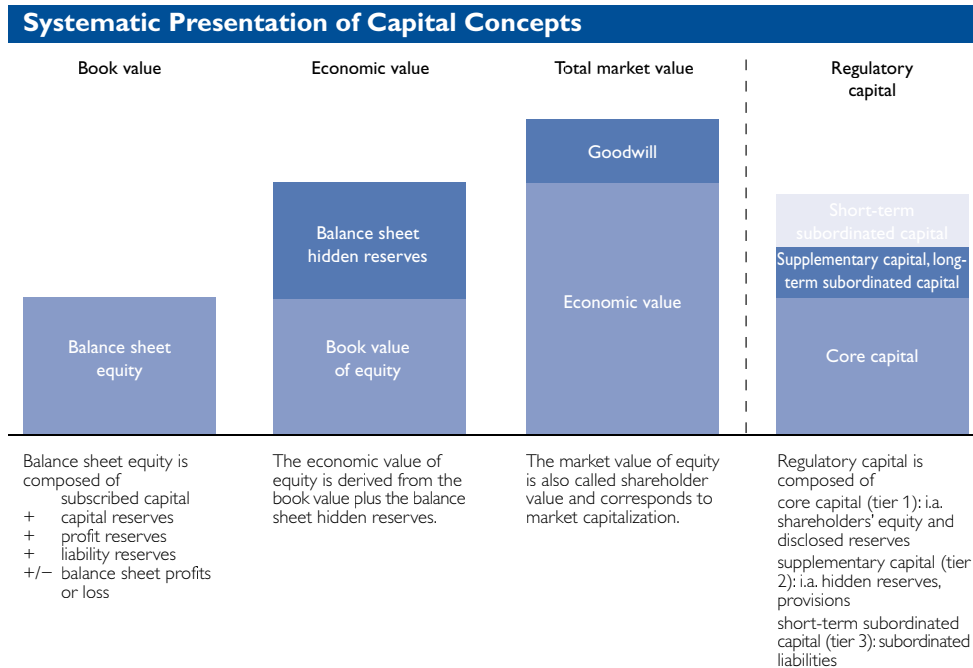 Systematic Presentation of Capital Concepts
Book value
Economic value
Total market value
Regulatory
capital
Balance sheet
equity
Balance sheet
hidden reserves
Book value
of equity
Goodwill
Economic value
Short-term
subordinated capital
Supplementary capital, long-
term subordinated capital
Core capital
Balance sheet equity is
composed of
subscribed capital
+ capital reserves
+ profit reserves
+ liability reserves
+/− balance sheet profits
or loss
The economic value of
equity is derived from the
book value plus the balance
sheet hidden reserves.
The market value of equity
is also called shareholder
value and corresponds to
market capitalization.
Regulatory capital is
composed of
core capital (tier 1): i.a.
shareholders' equity and
disclosed reserves
supplementary capital (tier
2): i.a. hidden reserves,
provisions
short-term subordinated
capital (tier 3): subordinated
liabilities